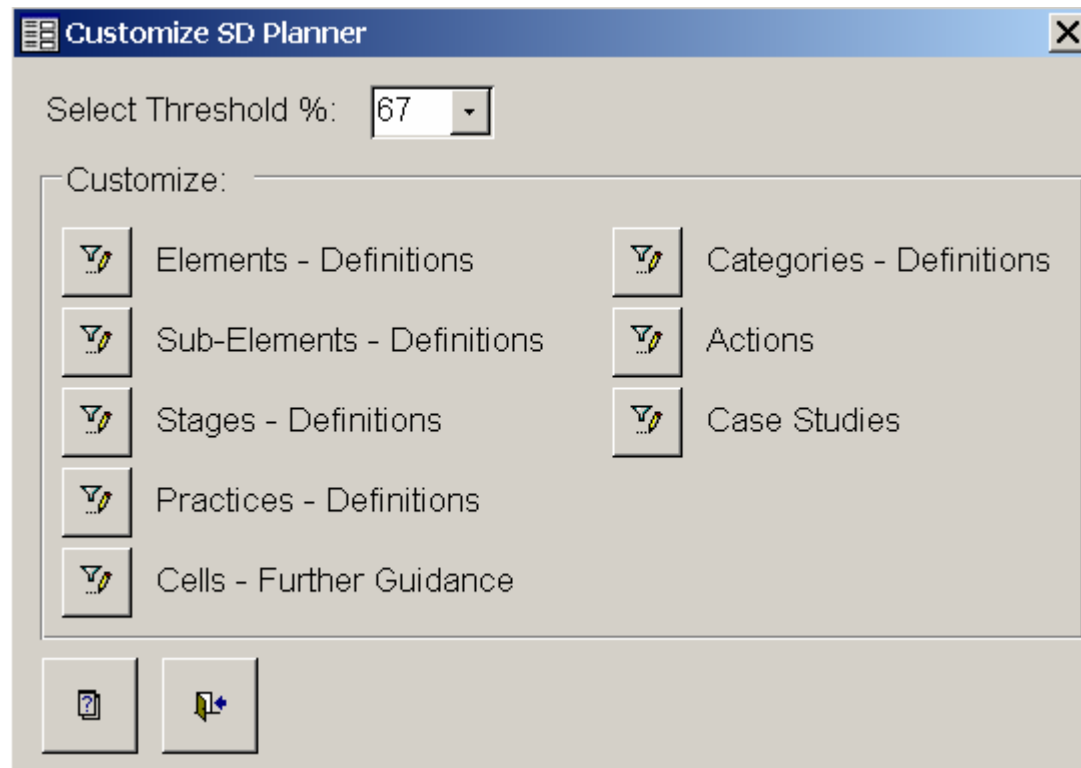 Customize SD Planner
Select Threshold %: 67
Customize:
Elements - Definitions
Sub-Elements - Definitions
Stages - Definitions
Practices - Definitions
Cells - Further Guidance
Categories - Definitions
Actions
Case Studies